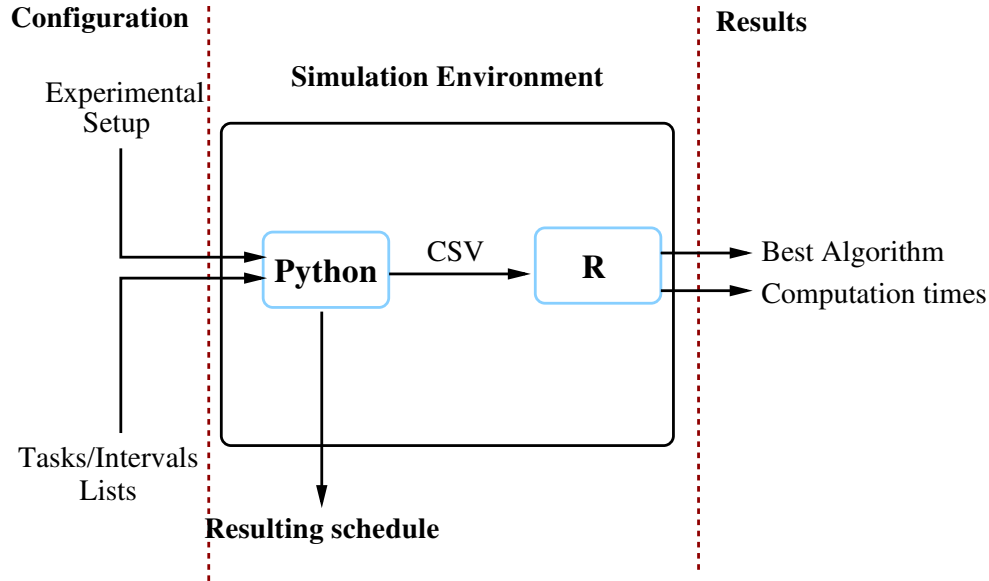 Configuration
Results
Simulation Environment
Experimental
Setup
Python
CSV
R
Best Algorithm
Computation times
Tasks/Intervals
Lists
Resulting schedule